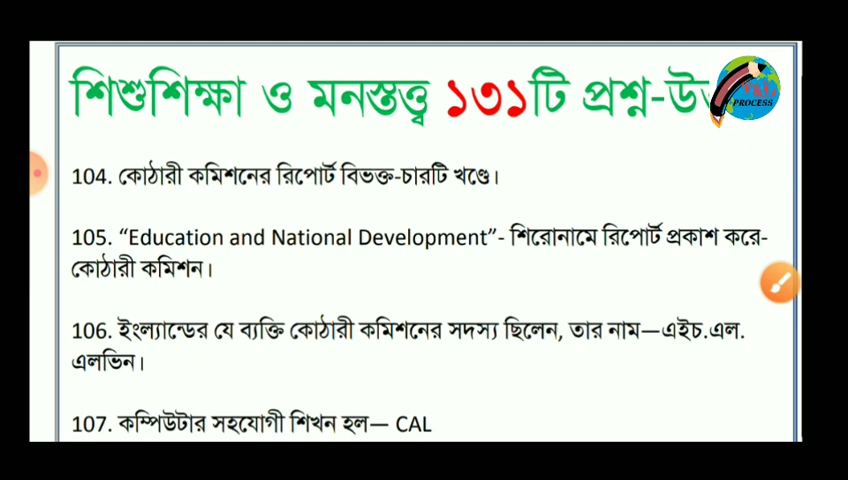 শিশুশিক্ষা ও মনস্তত্ত্ব ১৩১টি প্রশ্ন-
PROCESS
104. কোঠারী কমিশনের রিপোর্ট বিভক্ত-চারটি খণ্ডে।
105. “Education and National Development”- শিরোনামে রিপোর্ট প্রকাশ করে-
কোঠারী কমিশন।
106. ইংল্যান্ডের যে ব্যক্তি কোঠারী কমিশনের সদস্য ছিলেন, তার নাম—এইচ.এল.
এলভিন।
107. কম্পিউটার সহযোগী শিখন হল— CAL